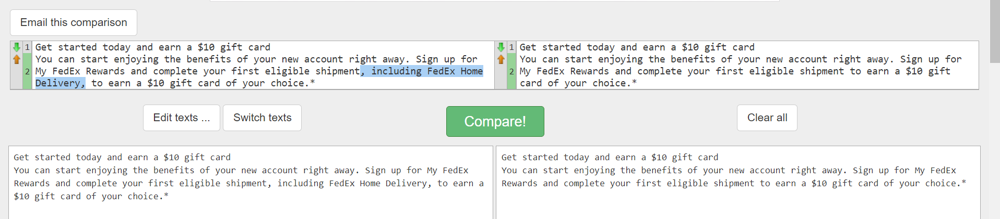 Email this comparison
1 Get started today and earn a $10 gift card
You can start enjoying the benefits of your new account right away. Sign up for
2 My FedEx Rewards and complete your first eligible shipment, including FedEx Home
Delivery, to earn a $10 gift card of your choice.*
1 Get started today and earn a $10 gift card
You can start enjoying the benefits of your new account right away. Sign up for
2 My FedEx Rewards and complete your first eligible shipment to earn a $10 gift
card of your choice.*
Edit texts ...
Switch texts
Compare!
Clear all
Get started today and earn a $10 gift card
You can start enjoying the benefits of your new account right away. Sign up for My FedEx
Rewards and complete your first eligible shipment, including FedEx Home Delivery, to earn a
$10 gift card of your choice.*
Get started today and earn a $10 gift card
You can start enjoying the benefits of your new account right away. Sign up for My FedEx
Rewards and complete your first eligible shipment to earn a $10 gift card of your choice.*